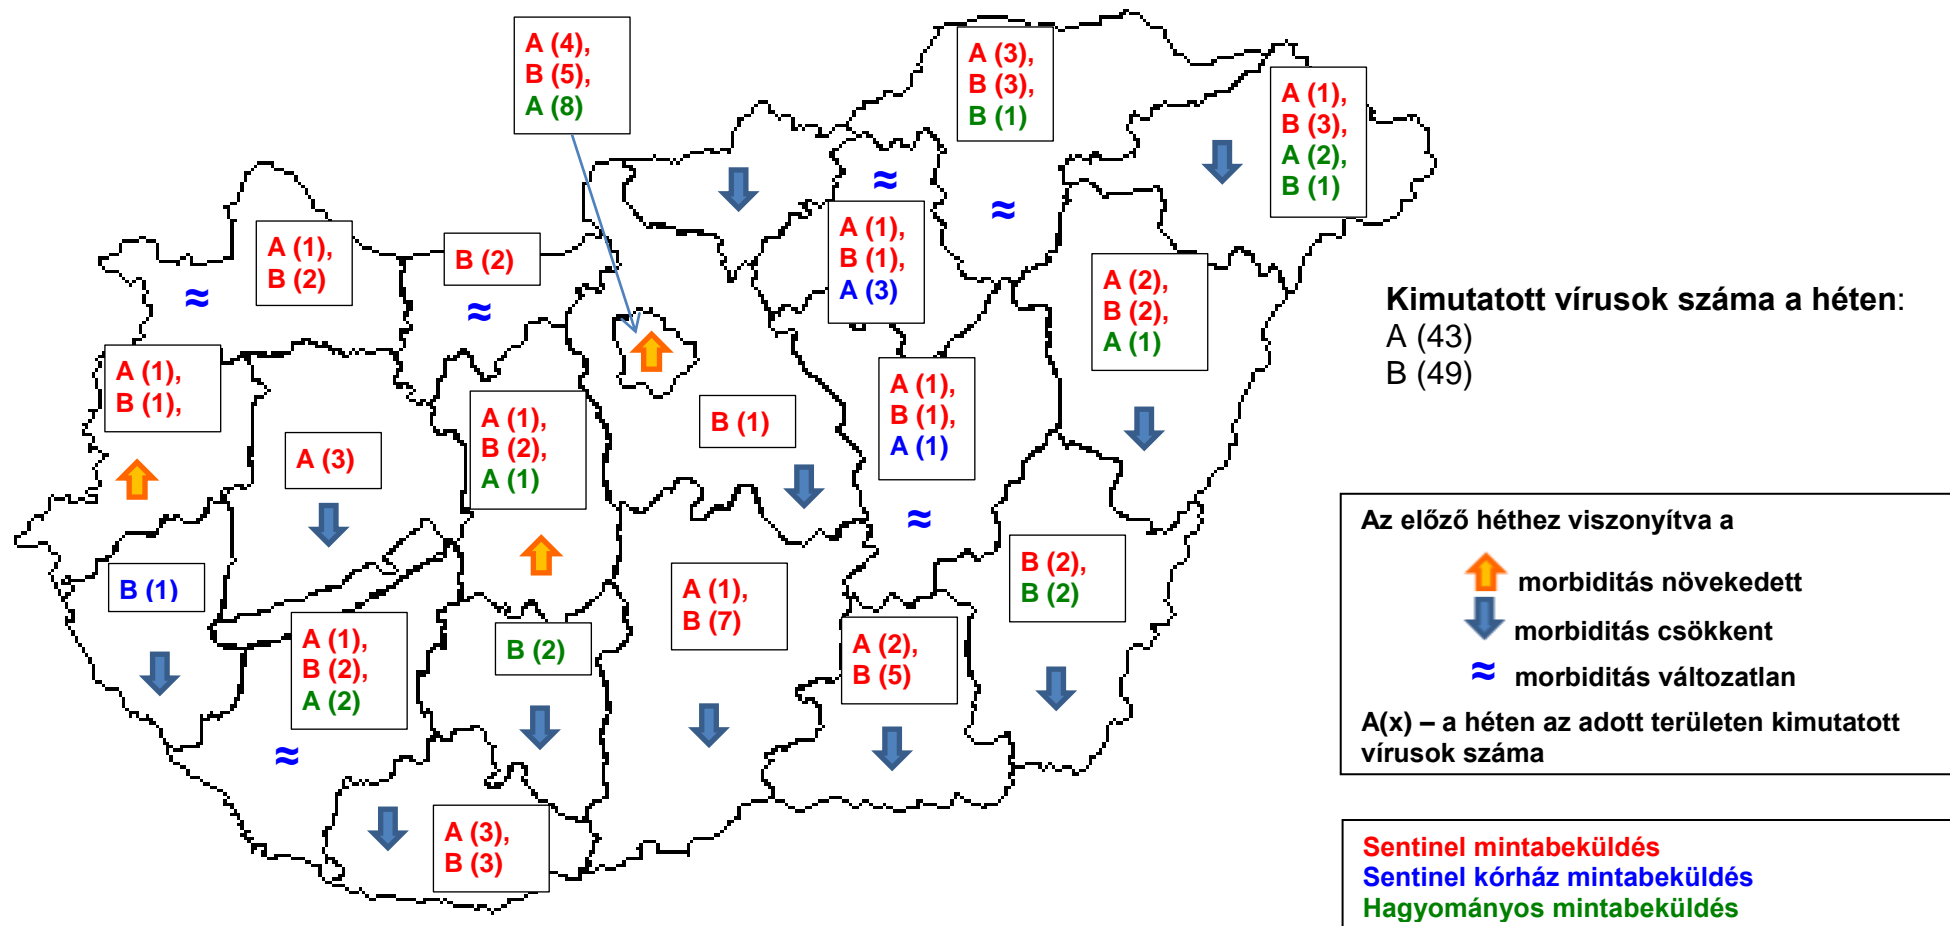 A (4),
B (5),
A (8)
A (3),
B (3),
B (1)
A (1),
B (3),
A (2),
B (1)
A (1),
B (2)
B (2)
A (1),
B (1),
A (3)
A (2),
B (2),
A (1)
Kimutatott vírusok száma a héten:
A (43)
B (49)
A (1),
B (1),
A (3)
A (1),
B (2),
A (1)
B (1)
A (1),
B (1),
A (1)
B (1)
A (1),
B (2),
A (2)
B (2)
A (1),
B (7)
A (2),
B (5)
B (2),
B (2)
A (3),
B (3)
Az előző héthez viszonyítva a
morbiditás növekedett
morbiditás csökkent
≈ morbiditás változatlan
A(x) – a héten az adott területen kimutatott
vírusok száma
Sentinel mintabeküldés
Sentinel kórház mintabeküldés
Hagyományos mintabeküldés